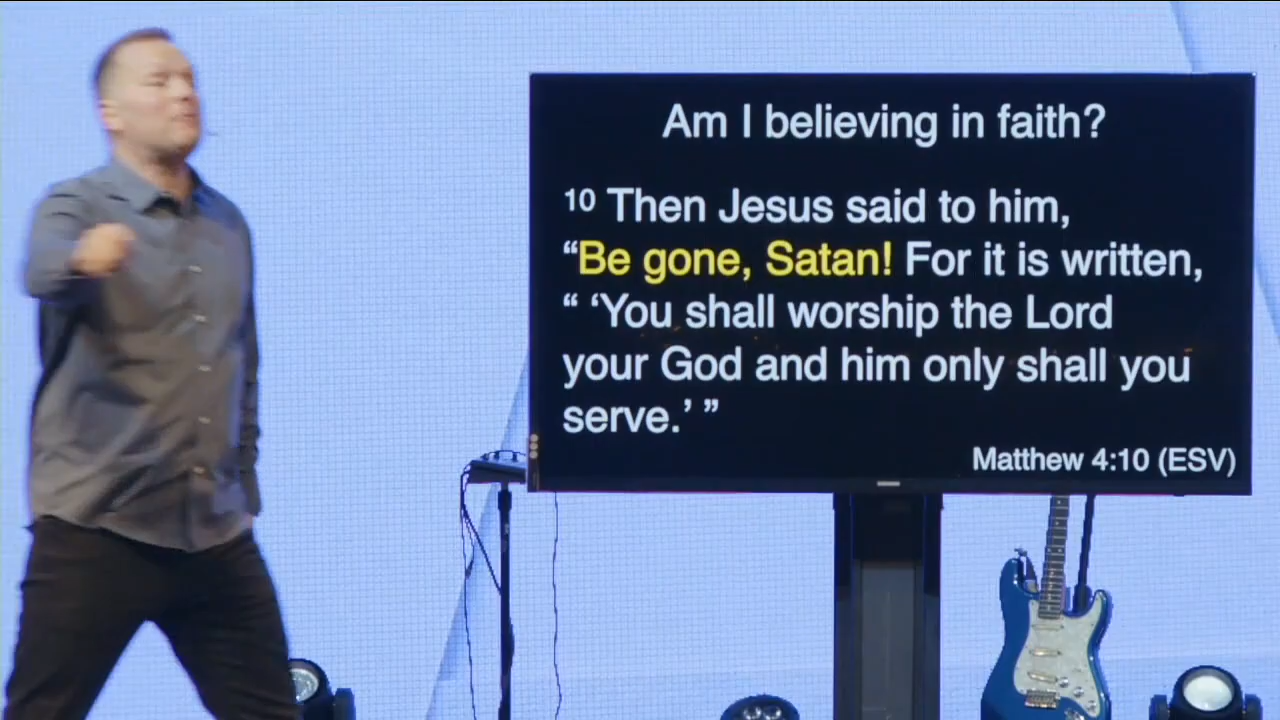 Am I believing in faith?
10 Then Jesus said to him,
“Be gone, Satan! For it is written,
“ ‘You shall worship the Lord
your God and him only shall you
serve.’ ”
Matthew 4:10 (ESV)